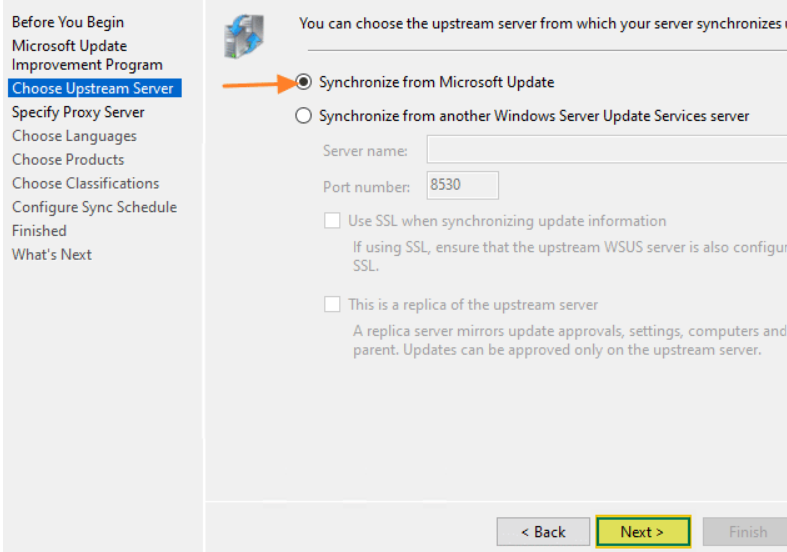 Before You Begin
Microsoft Update
Improvement Program
Choose Upstream Server
Specify Proxy Server
Choose Languages
Choose Products
Choose Classifications
Configure Sync Schedule
Finished
What's Next
You can choose the upstream server from which your server synchronizes
Synchronize from Microsoft Update
Synchronize from another Windows Server Update Services server
Server name:
Port number: 8530
Use SSL when synchronizing update information
If using SSL, ensure that the upstream WSUS server is also configur
SSL.
This is a replica of the upstream server
A replica server mirrors update approvals, settings, computers and
parent. Updates can be approved only on the upstream server.
< Back Next > Finish